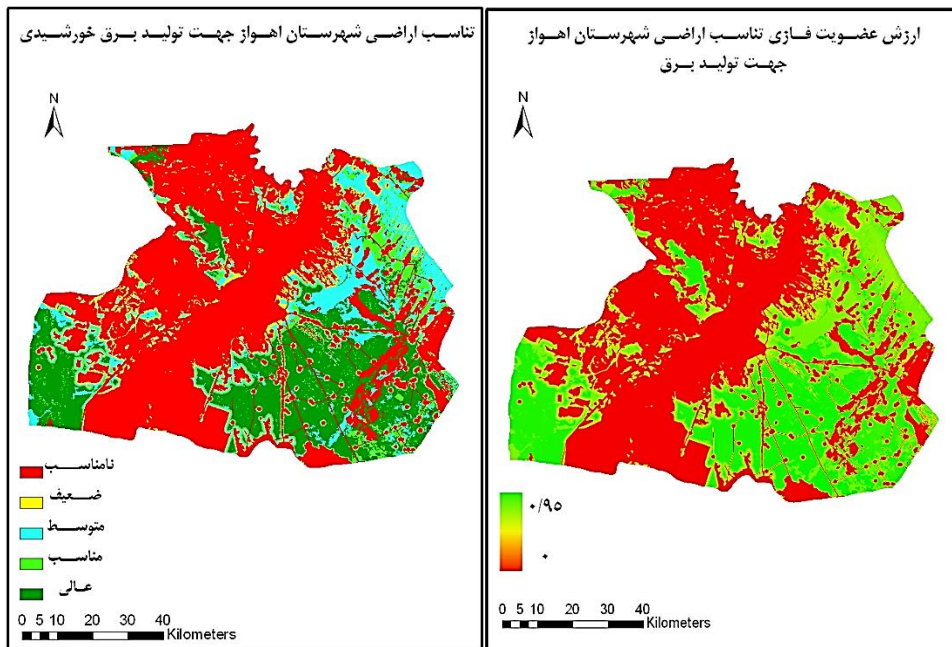 ارزش عضویت فازی تناسب اراضی شهرستان اهواز
جهت تولید برق
N
۰/۹۵
۰
0 5 10 20 30 40
Kilometers
تناسب اراضی شهرستان اهواز جهت تولید برق خورشیدی
N
نامناسب
ضعیف
متوسط
مناسب
عالی
0 5 10 20 30 40
Kilometers